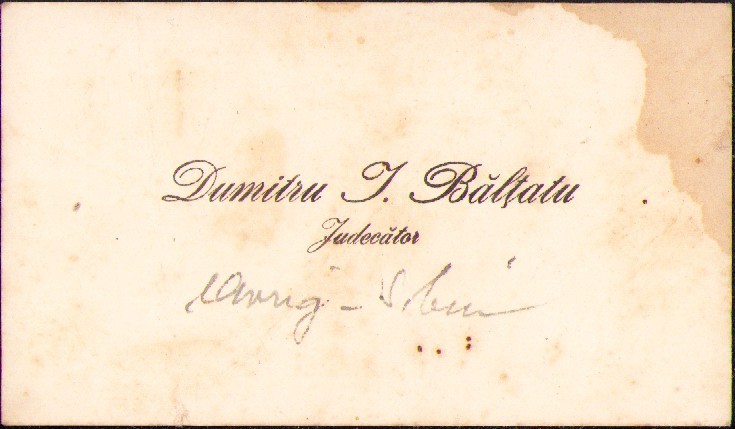 Dumitru I. Bălțatu
Judecător
Avrig – Sibiu